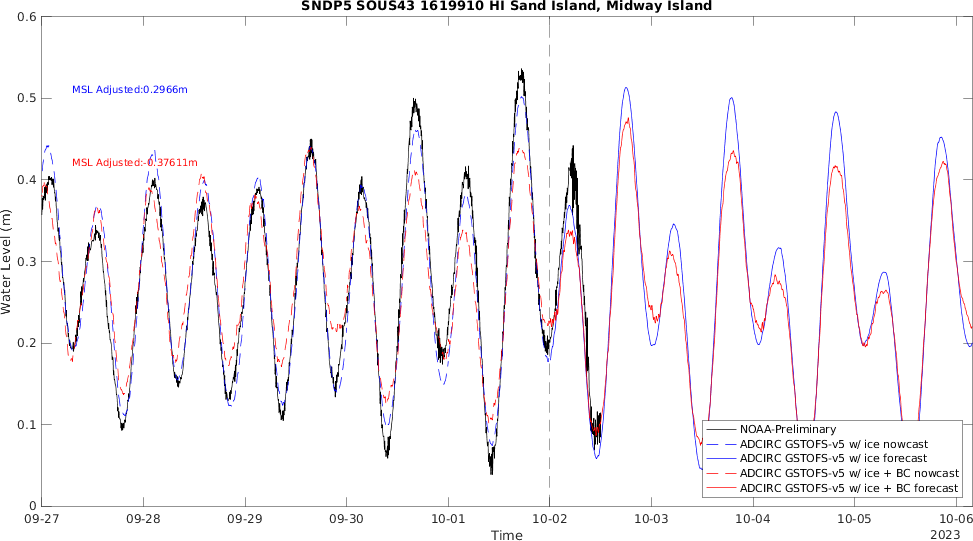 SNDP5 SOUS43 1619910 HI Sand Island, Midway Island
0.6
0.5
0.4
0.3
0.2
0.1
0
Water Level (m)
MSL Adjusted:0.2966m
MSL Adjusted:-0.37611m
NOAA-Preliminary
ADCIRC GSTOFS-v5 w/ ice nowcast
ADCIRC GSTOFS-v5 w/ ice forecast
ADCIRC GSTOFS-v5 w/ ice + BC nowcast
ADCIRC GSTOFS-v5 w/ ice + BC forecast
09-27 09-28 09-29 09-30 10-01 10-02 10-03 10-04 10-05 10-06
Time
2023